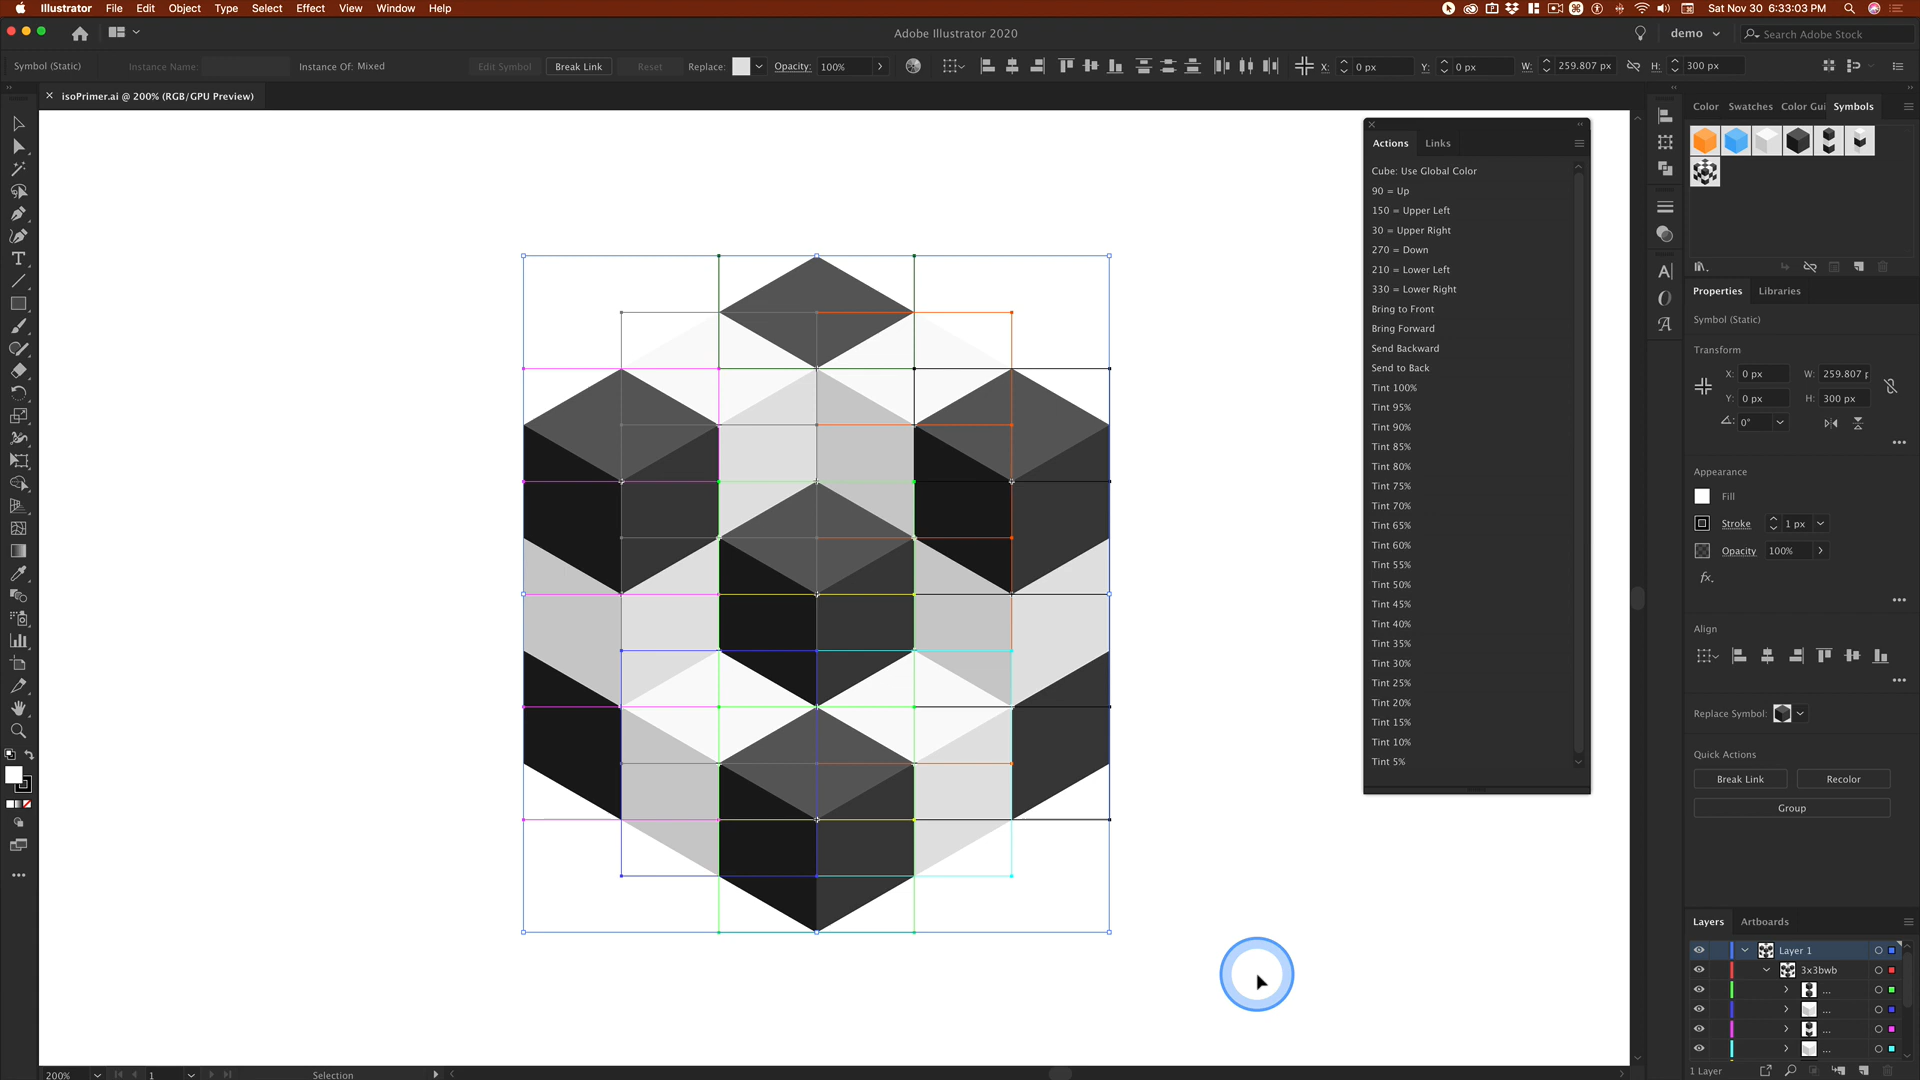 Illustrator File Edit Object Type Select Effect View Window Help
Sat Nov 30 6:33:03 PM
Adobe Illustrator 2020
demo
Search Adobe Stock
Symbol (Static) Instance Name: Instance Of: Mixed Edit Symbol Break Link Reset Replace: Opacity: 100% X: 0 px Y: 0 px W: 259.807 px H: 300 px
isoPrimer.ai @ 200% (RGB/GPU Preview)
Actions Links
Cube: Use Global Color
90 = Up
150 = Upper Left
30 = Upper Right
270 = Down
210 = Lower Left
330 = Lower Right
Bring to Front
Bring Forward
Send Backward
Send to Back
Tint 100%
Tint 95%
Tint 90%
Tint 85%
Tint 80%
Tint 75%
Tint 70%
Tint 65%
Tint 60%
Tint 55%
Tint 50%
Tint 45%
Tint 40%
Tint 35%
Tint 30%
Tint 25%
Tint 20%
Tint 15%
Tint 10%
Tint 5%
Color Swatches Color Gui Symbols
Properties Libraries
Symbol (Static)
Transform
X: 0 px W: 259.807 p
Y: 0 px H: 300 px
0°
Appearance
Fill
Stroke 1 px
Opacity 100%
fx.
Align
Replace Symbol:
Quick Actions
Break Link Recolor
Group
Layers Artboards
Layer 1
3x3bwb
...
...
...
...
1 Layer
200% 1 Selection